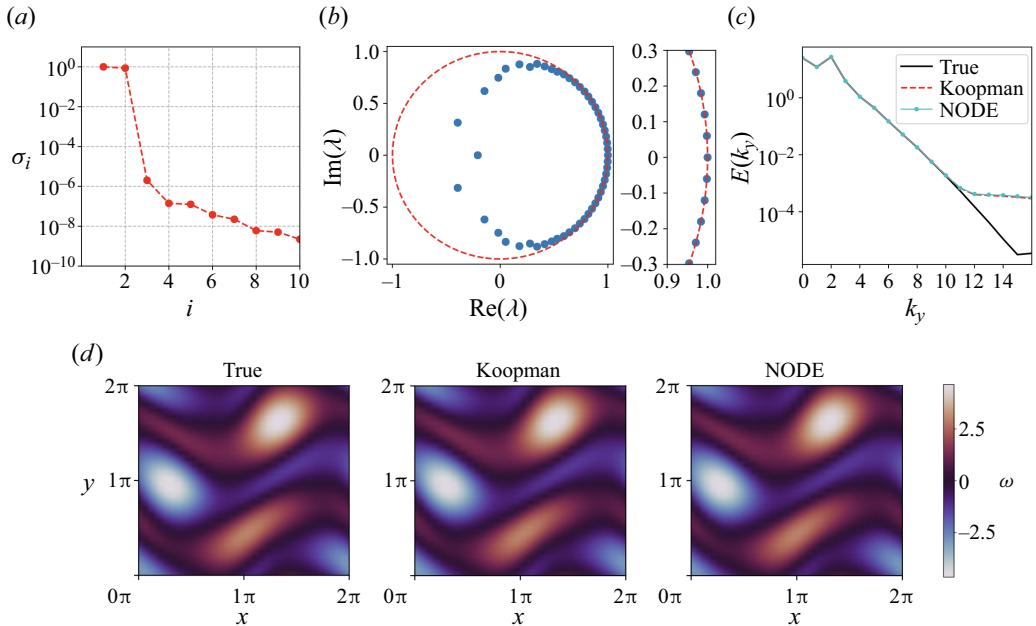 (a)
10^0
10^−2
10^−4
σ_i
10^−6
10^−8
10^−10
2 4 6 8 10
i
(b)
1.0
0.5
Im(λ)
0
−0.5
−1.0
−1 0 1
Re(λ)
0.3
0.2
0.1
0
−0.1
−0.2
−0.3
0.9 1.0
(c)
True
Koopman
NODE
10^0
E(k_y)
10^−4
0 2 4 6 8 10 12 14
k_y
(d)
True Koopman NODE
2π 2π 2π
y 1π 1π 1π
0π 1π 2π 0π 1π 2π 0π 1π 2π
x x x
2.5
0 ω
−2.5